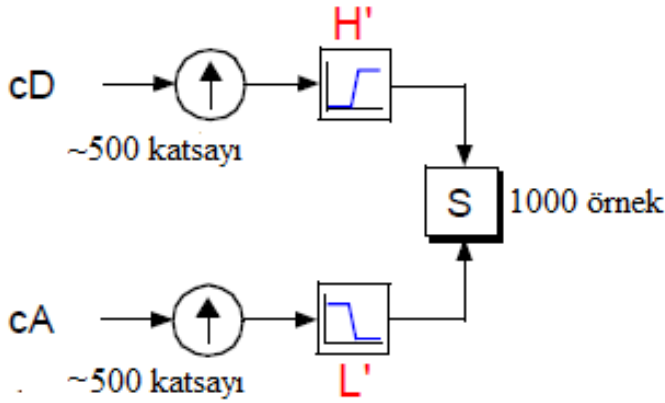 H'
cD
~500 katsayı
S
1000 örnek
cA
~500 katsayı
L'